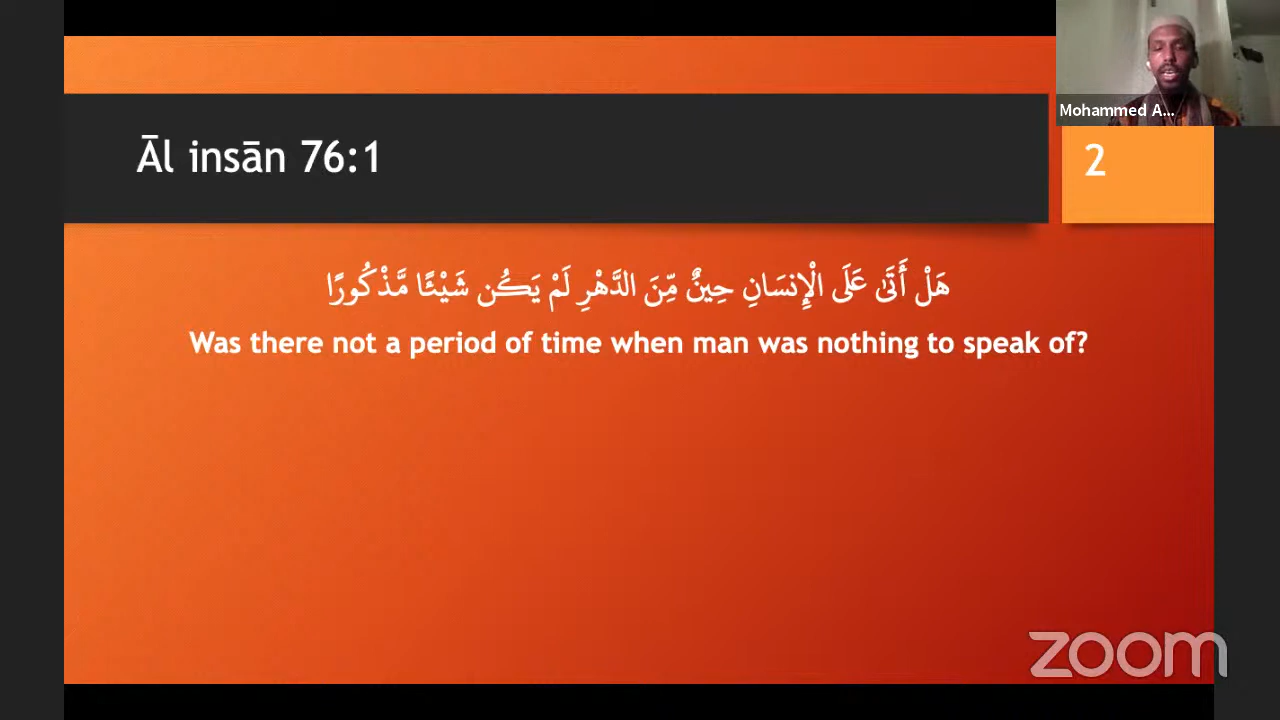 Mohammed A...
Āl insān 76:1
2
هَلْ أَتَىٰ عَلَى الْإِنسَانِ حِينٌ مِّنَ الدَّهْرِ لَمْ يَكُن شَيْئًا مَّذْكُورًا
Was there not a period of time when man was nothing to speak of?
zoom